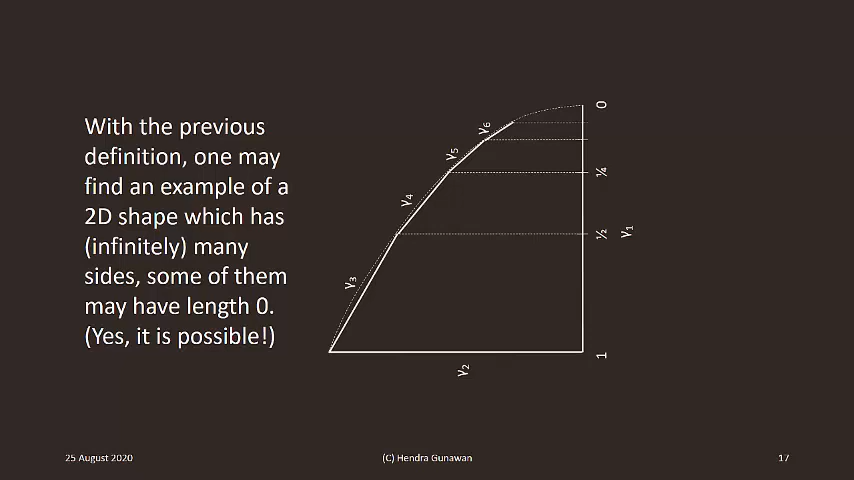 With the previous
definition, one may
find an example of a
2D shape which has
(infinitely) many
sides, some of them
may have length 0.
(Yes, it is possible!)
γ₆
γ₅
γ₄
γ₃
γ₂
0
¼
½
γ₁
1
25 August 2020
(C) Hendra Gunawan
17